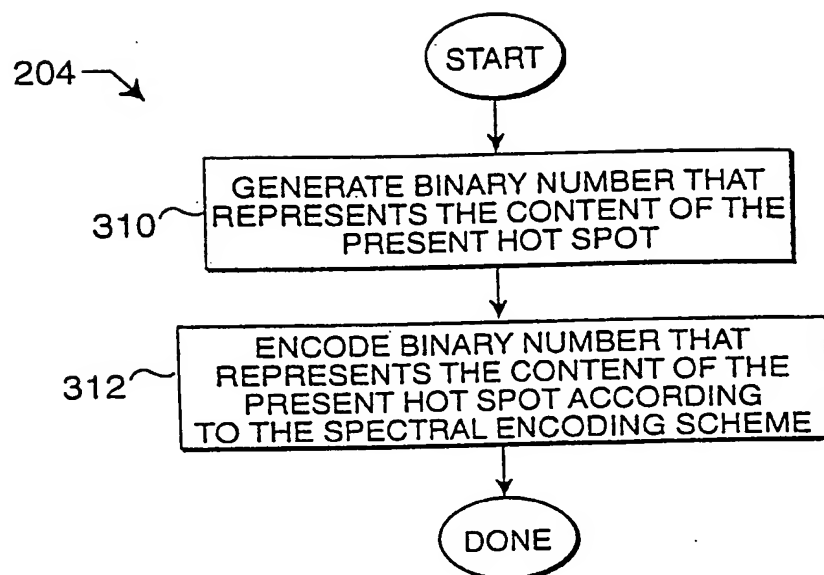 204
START
310
GENERATE BINARY NUMBER THAT
REPRESENTS THE CONTENT OF THE
PRESENT HOT SPOT.
312
ENCODE BINARY NUMBER THAT
REPRESENTS THE CONTENT OF THE
PRESENT HOT SPOT ACCORDING
TO THE SPECTRAL ENCODING SCHEME
DONE